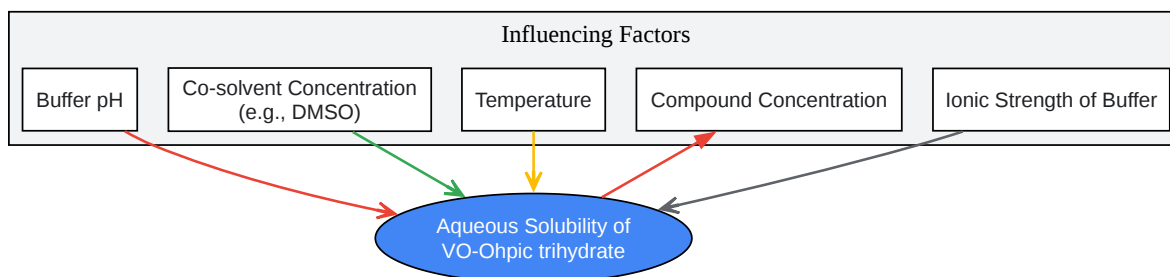 Influencing Factors
Buffer pH
Co-solvent Concentration
(e.g., DMSO)
Temperature
Compound Concentration
Ionic Strength of Buffer
Aqueous Solubility of
VO-Ohpic trihydrate